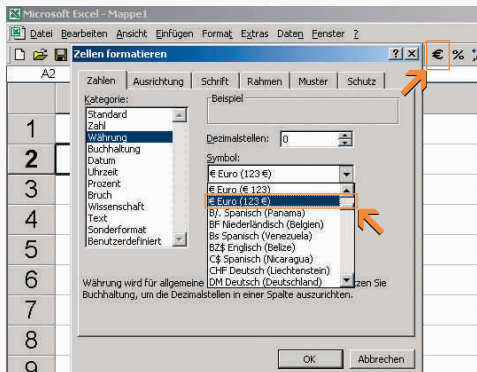 Microsoft Excel - Mappe1
Datei Bearbeiten Ansicht Einfügen Format Extras Daten Fenster ?
Zellen formatieren
€ %
A2
Zahlen Ausrichtung Schrift Rahmen Muster Schutz
Kategorie:
Beispiel
Standard
Zahl
Währung
Buchhaltung
Datum
Uhrzeit
Prozent
Bruch
Wissenschaft
Text
Sonderformat
Benutzerdefiniert
Dezimalstellen: 0
Symbol:
€ Euro (123 €)
€ Euro (€ 123)
€ Euro (123 €)
B/. Spanisch (Panama)
BF Niederländisch (Belgien)
Bs Spanisch (Venezuela)
BZ$ Englisch (Belize)
C$ Spanisch (Nicaragua)
CHF Deutsch (Liechtenstein)
DM Deutsch (Deutschland)
Währung wird für allgemeine zen Sie
Buchhaltung, um die Dezimalstellen in einer Spalte auszurichten.
OK Abbrechen
1
2
3
4
5
6
7
8
9